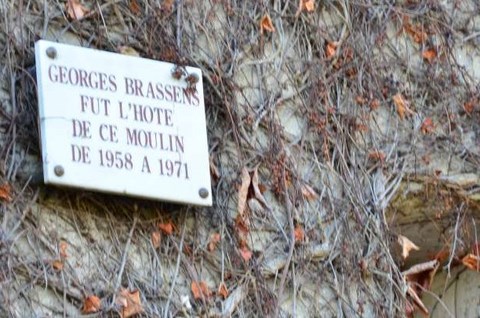 GEORGES BRASSENS
FUT L'HOTE
DE CE MOULIN
DE 1958 A 1971